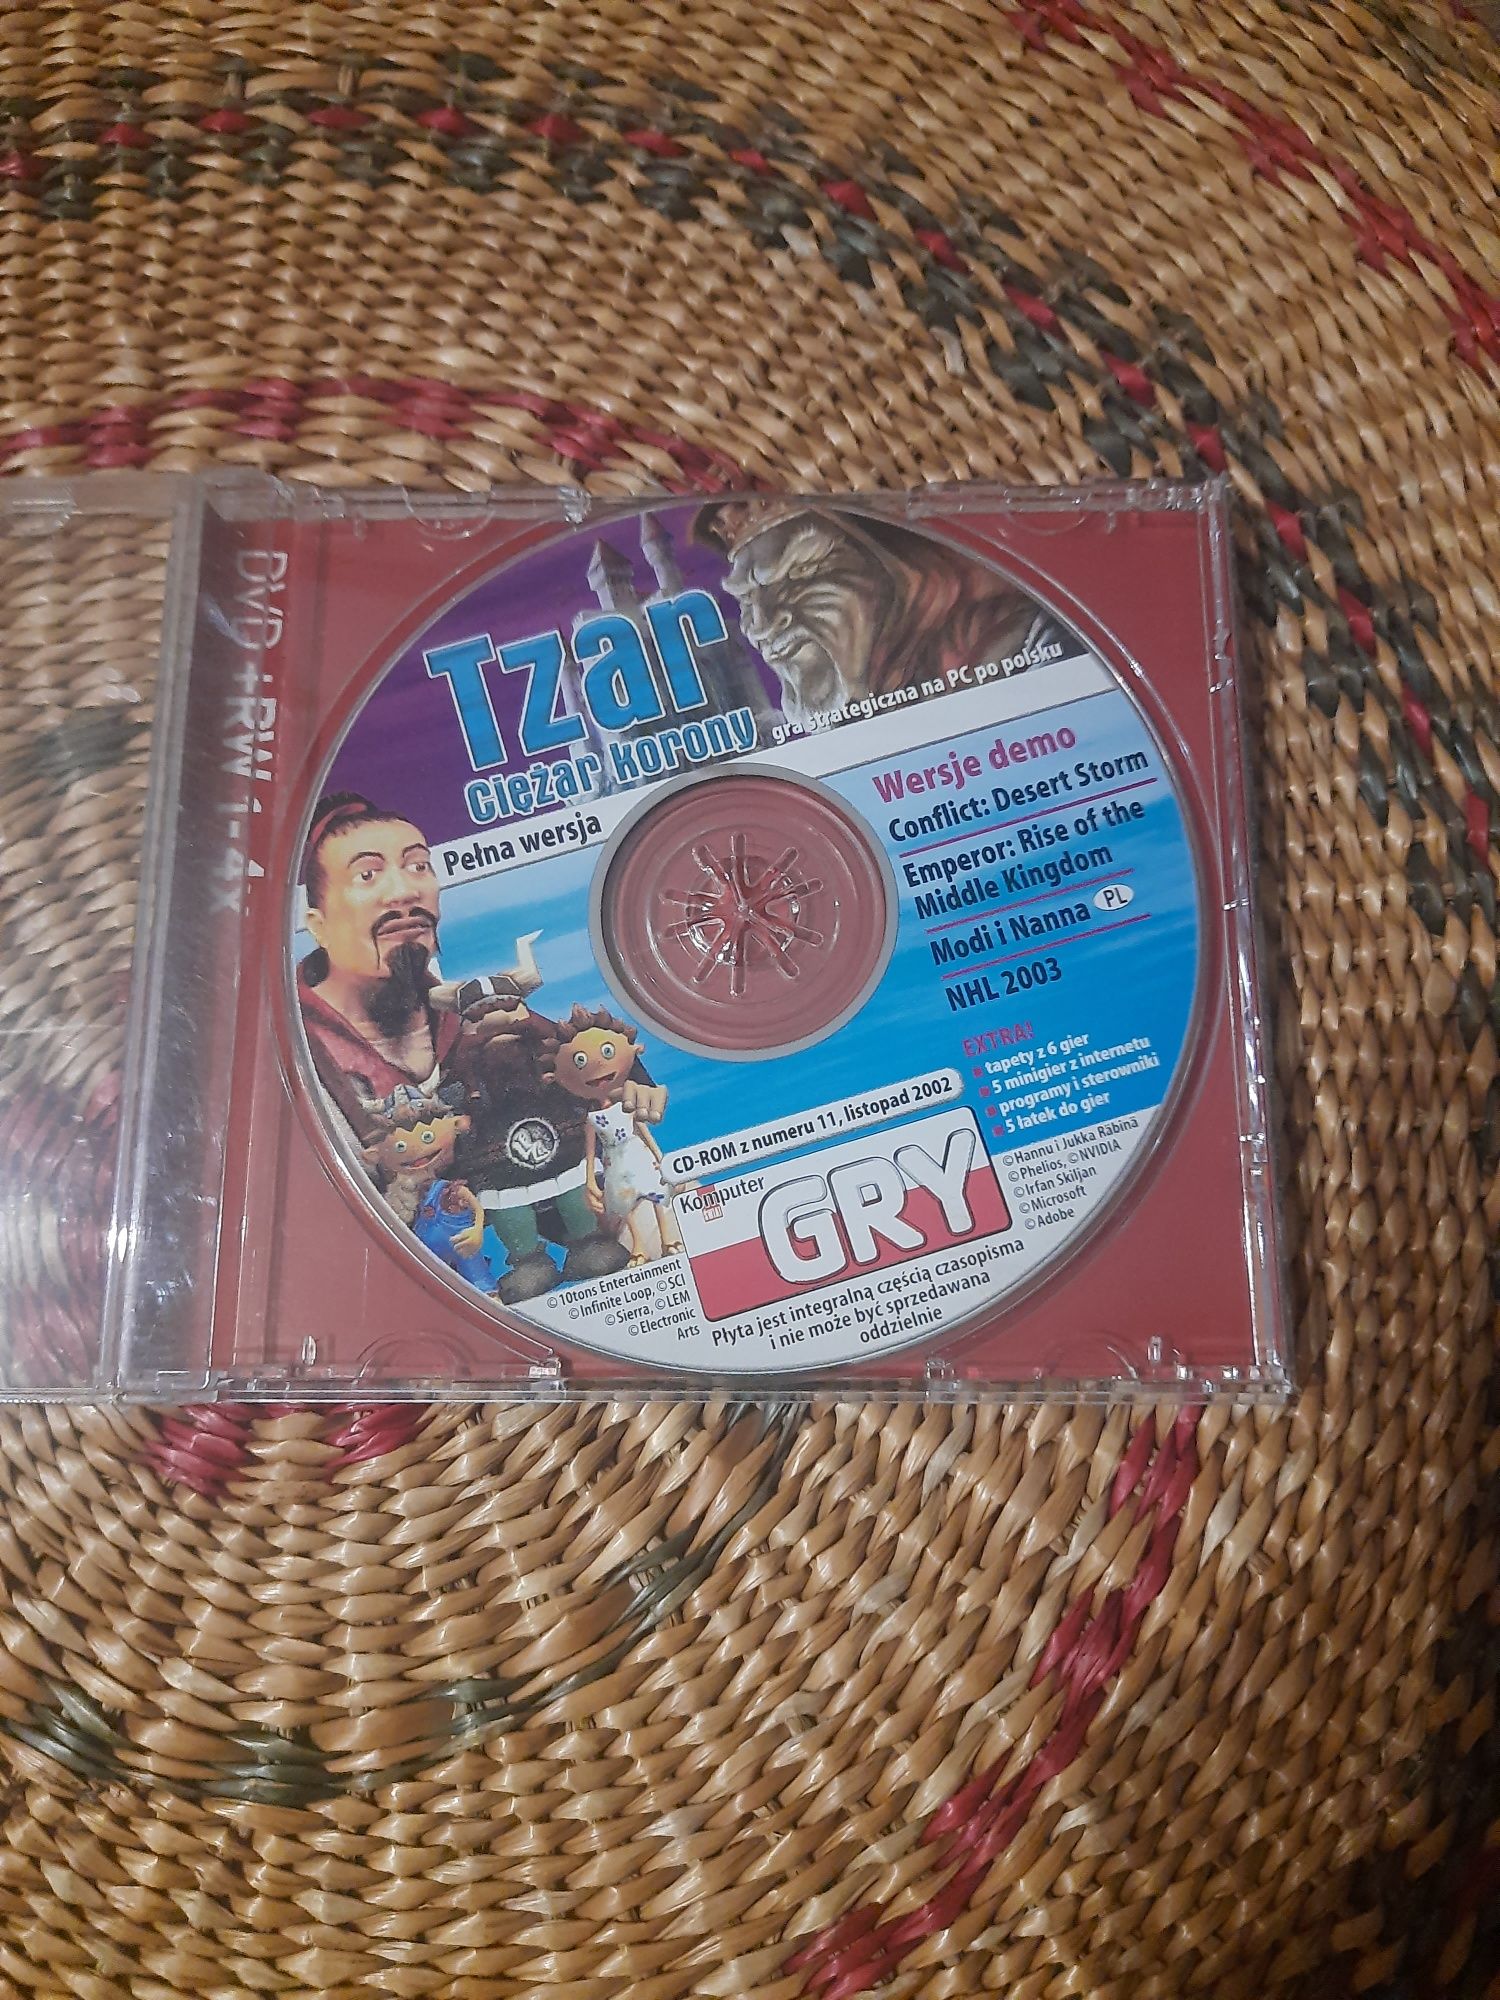 DVD+RW 1-4x
Tzar
Ciężar korony
gra strategiczna na PC po polsku
Pełna wersja
Wersje demo
Conflict: Desert Storm
Emperor: Rise of the
Middle Kingdom
Modi i Nanna PL
NHL 2003
EXTRA!
tapety z 6 gier
5 minigier z internetu
programy i sterowniki
5 łatek do gier
CD-ROM z numeru 11, listopad 2002
Komputer
ŚWIAT
GRY
Płyta jest integralną częścią czasopisma
i nie może być sprzedawana
oddzielnie
© 10tons Entertainment
© Infinite Loop, © SCI
© Sierra, © LEM
© Electronic
Arts
© Hannu i Jukka Räbinä
© Phelios, © NVIDIA
© Irfan Skiljan
© Microsoft
© Adobe